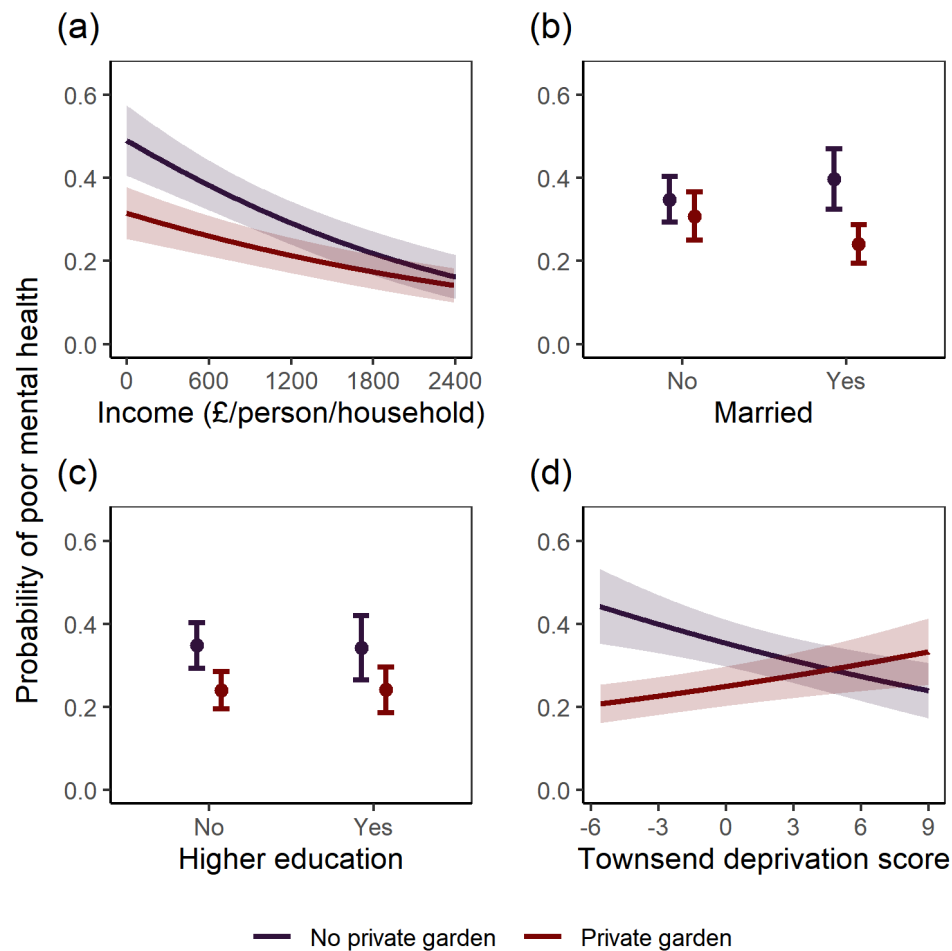 Probability of poor mental health
(a)
0.6
0.4
0.2
0.0
0 600 1200 1800 2400
Income (£/person/household)
(b)
0.6
0.4
0.2
0.0
No Yes
Married
(c)
0.6
0.4
0.2
0.0
No Yes
Higher education
(d)
0.6
0.4
0.2
0.0
-6 -3 0 3 6 9
Townsend deprivation score
No private garden Private garden